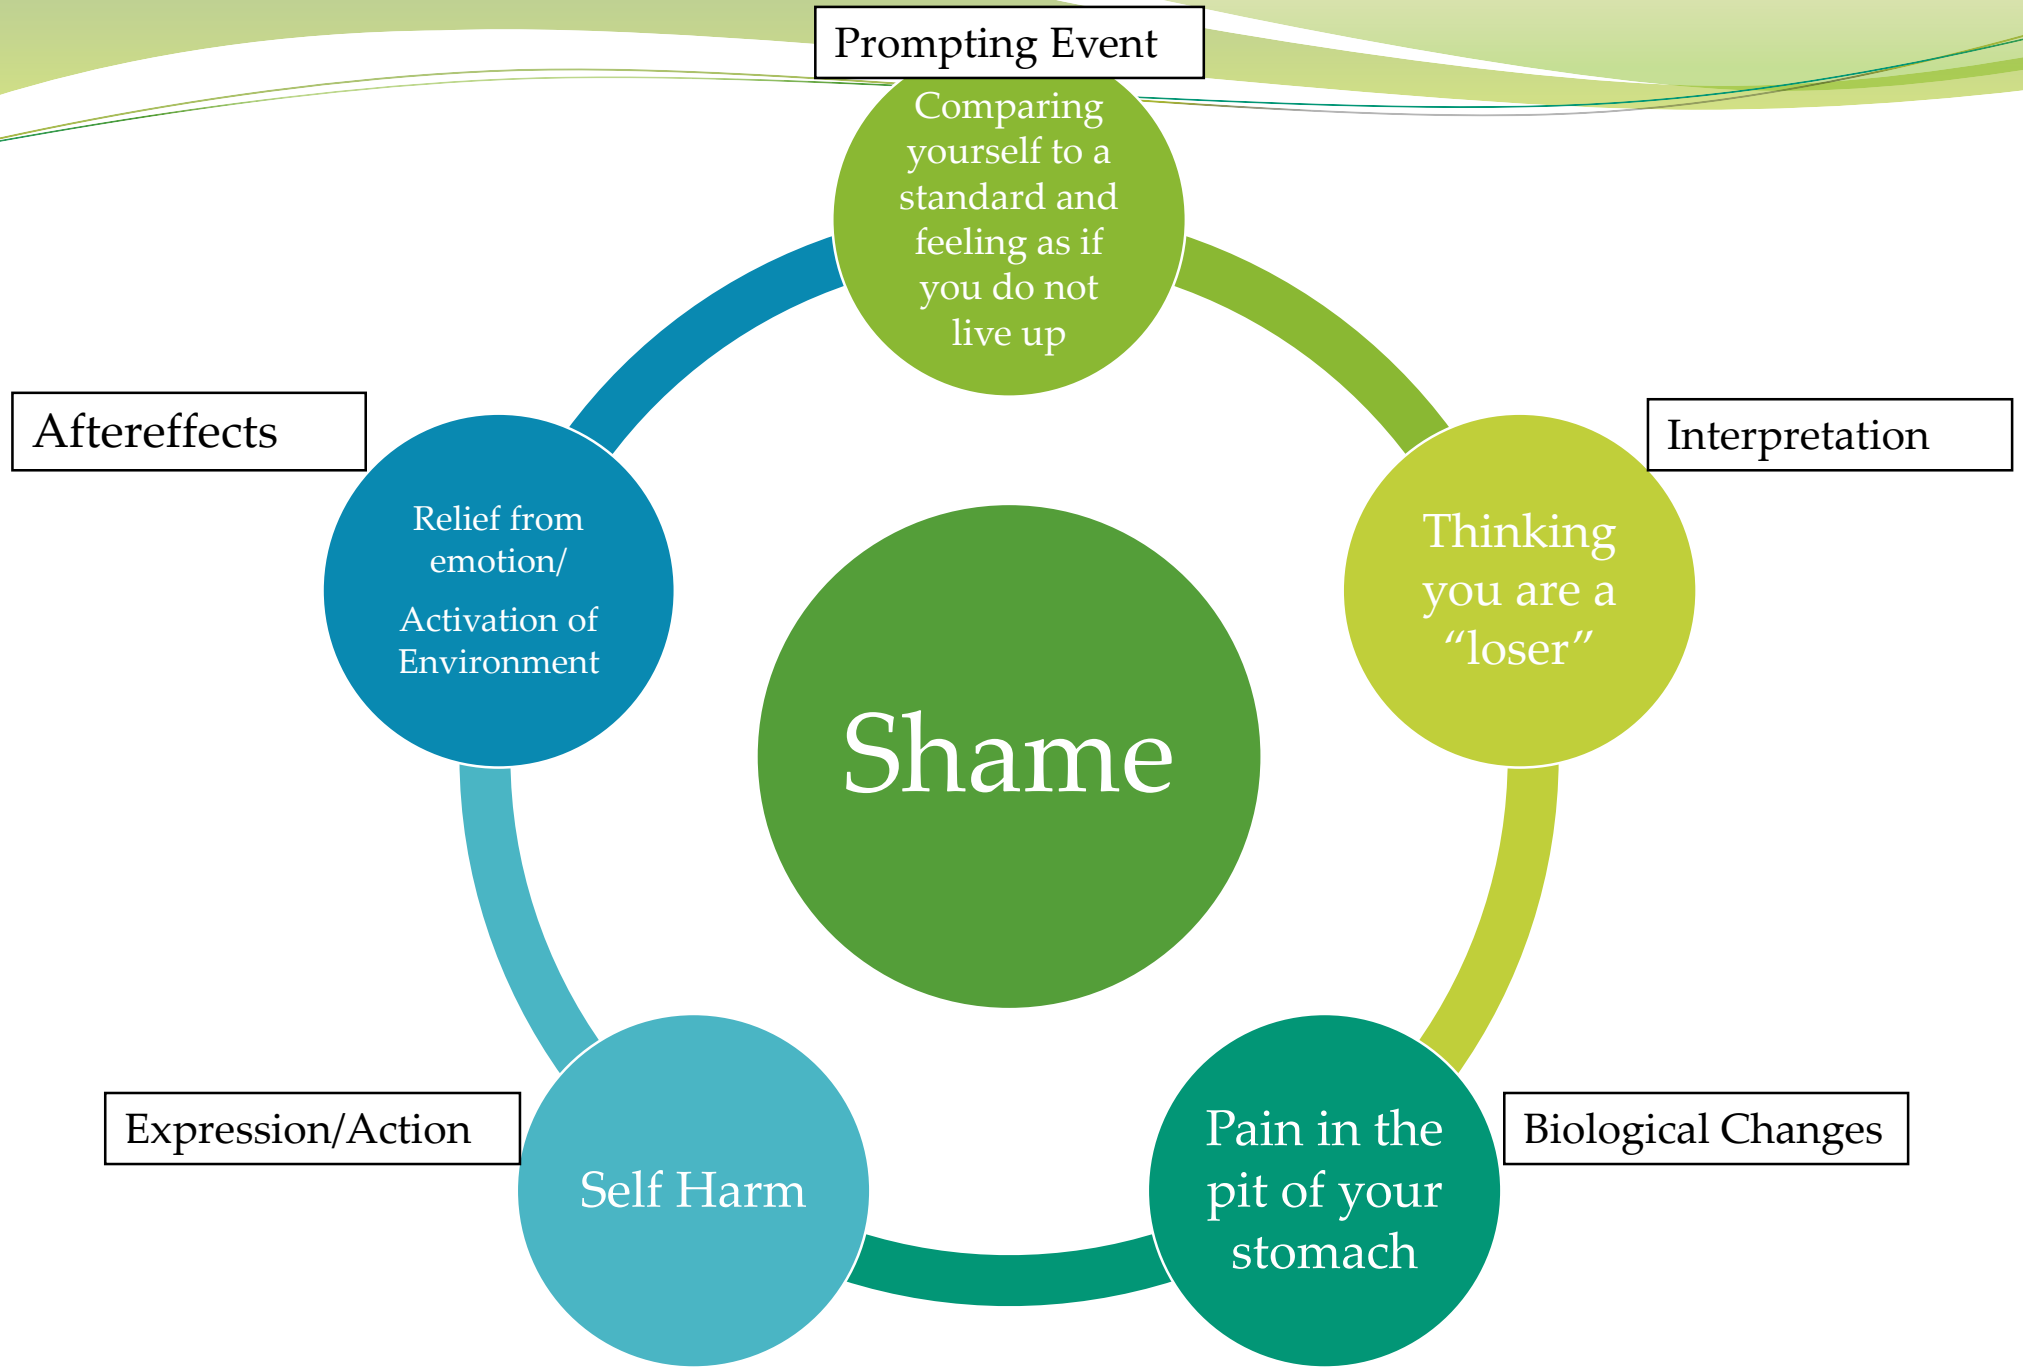 Prompting Event
Comparing
yourself to a
standard and
feeling as if
you do not
live up
Interpretation
Thinking
you are a
“loser”
Biological Changes
Pain in the
pit of your
stomach
Expression/Action
Self Harm
Aftereffects
Relief from
emotion/
Activation of
Environment
Shame